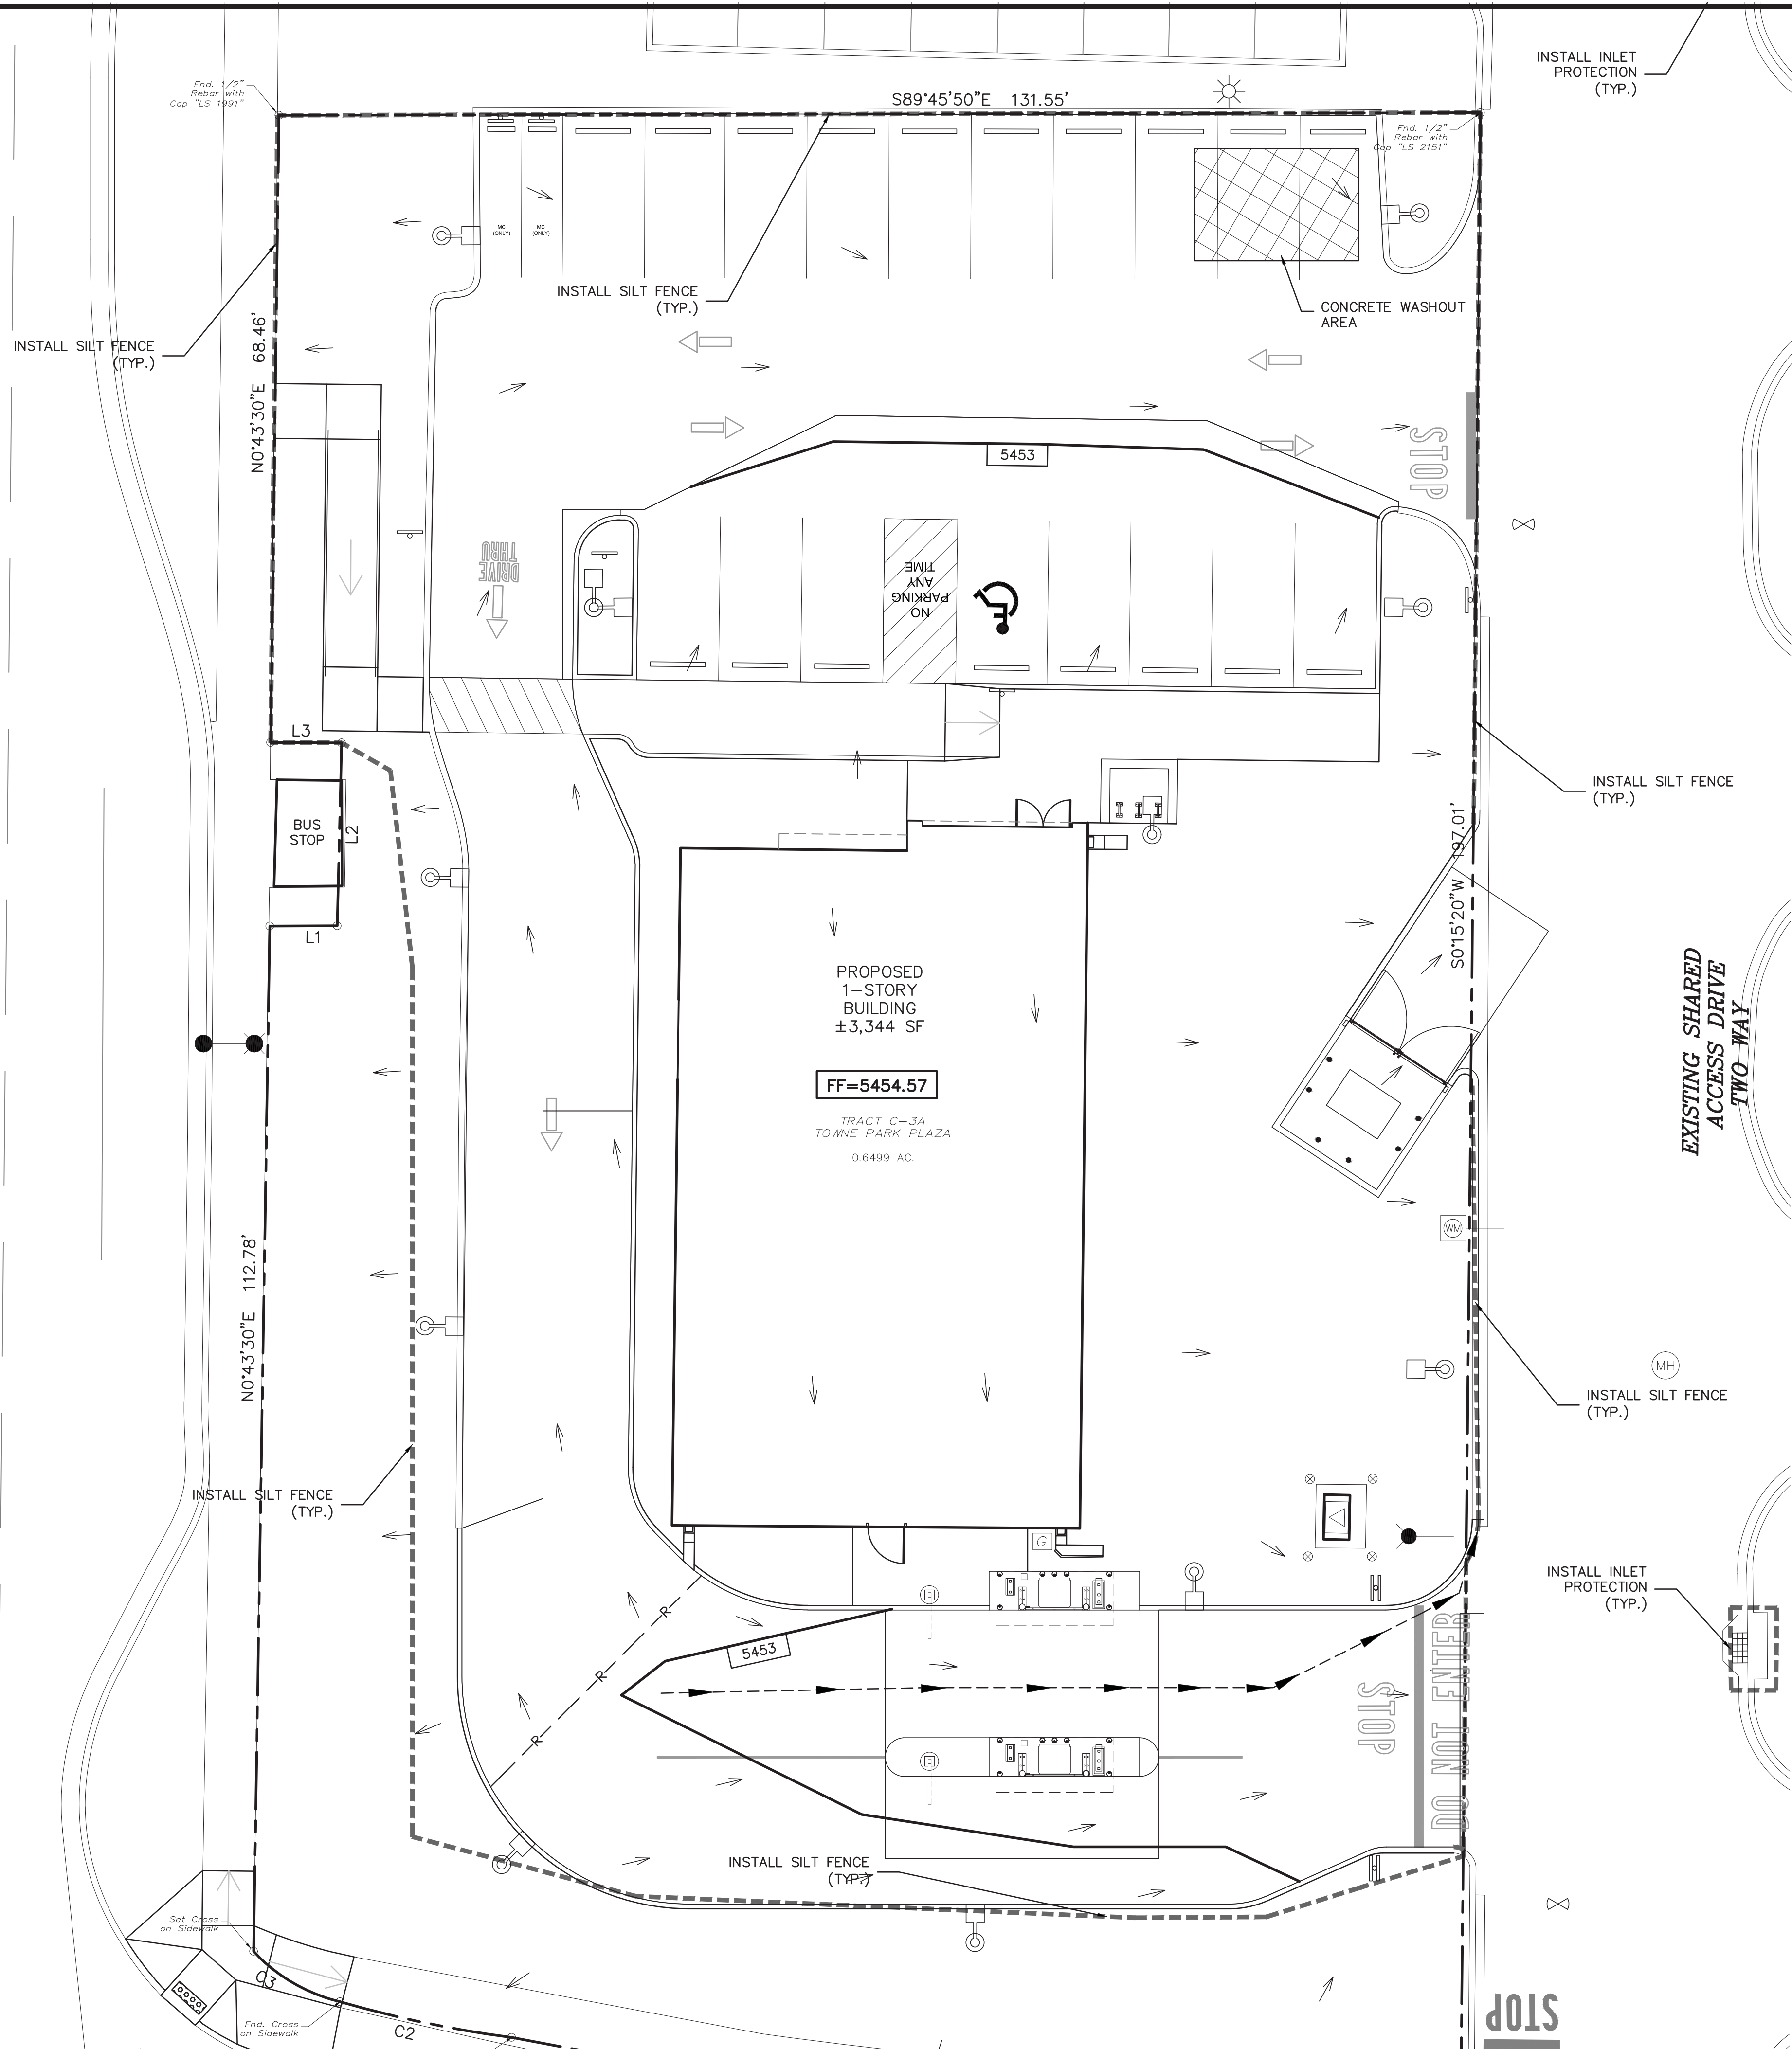 INSTALL INLET
PROTECTION
(TYP.)
Fnd. 1/2"
Rebar with
Cap "LS 1991"
S89°45'50"E 131.55'
Fnd. 1/2"
Rebar with
Cap "LS 2151"
MC
(ONLY)
MC
(ONLY)
INSTALL SILT FENCE
(TYP.)
CONCRETE WASHOUT
AREA
INSTALL SILT FENCE
(TYP.)
N0°43'30"E 68.46'
5453
STOP
DRIVE
THRU
NO
PARKING
ANY
TIME
L3
INSTALL SILT FENCE
(TYP.)
BUS
STOP
L2
L1
S0°15'20"W 197.01'
PROPOSED
1-STORY
BUILDING
±3,344 SF
FF=5454.57
TRACT C-3A
TOWNE PARK PLAZA
0.6499 AC.
EXISTING SHARED
ACCESS DRIVE
TWO WAY
WM
N0°43'30"E 112.78'
MH
INSTALL SILT FENCE
(TYP.)
INSTALL SILT FENCE
(TYP.)
G
INSTALL INLET
PROTECTION
(TYP.)
R
R
R
5453
STOP
DO NOT ENTER
INSTALL SILT FENCE
(TYP.)
Set Cross
on Sidewalk
C3
Fnd. Cross
on Sidewalk
C2
STOP